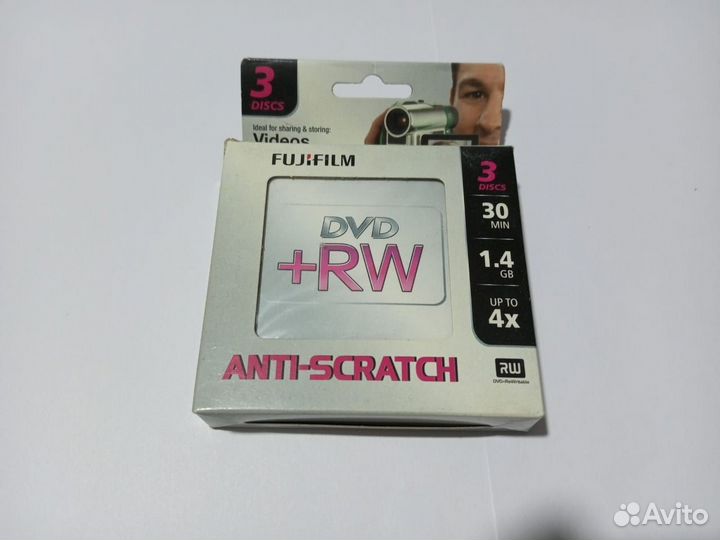 3
DISCS
Ideal for sharing & storing:
Videos
FUJIFILM
DVD
+RW
ANTI-SCRATCH
3
DISCS
30
MIN
1.4
GB
UP TO
4x
RW
DVD+ReWritable
Avito